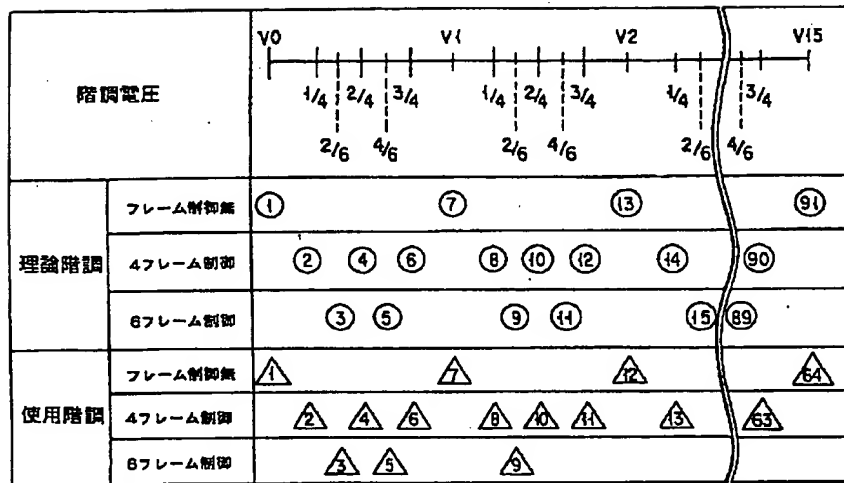 V0 V1 V2 V15
階調電圧
1/4 2/4 3/4 1/4 2/4 3/4 1/4 3/4
2/6 4/6 2/6 4/6 2/6 4/6
理論階調
フレーム制御無 1 7 13 91
4フレーム制御 2 4 6 8 10 12 14 90
6フレーム制御 3 5 9 11 15 89
使用階調
フレーム制御無 1 7 12 64
4フレーム制御 2 4 6 8 10 11 13 63
6フレーム制御 3 5 9